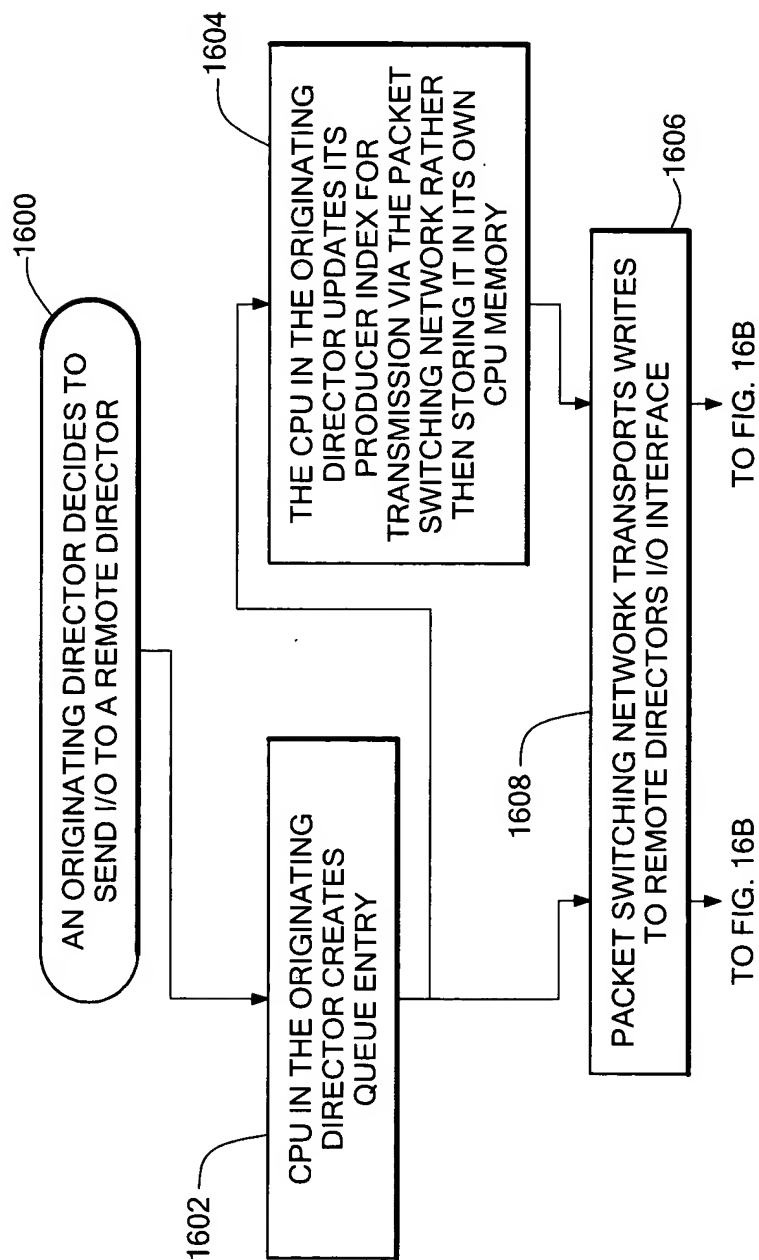 1600
AN ORIGINATING DIRECTOR DECIDES TO
SEND I/O TO A REMOTE DIRECTOR
1602
CPU IN THE ORIGINATING
DIRECTOR CREATES
QUEUE ENTRY
1604
THE CPU IN THE ORIGINATING
DIRECTOR UPDATES ITS
PRODUCER INDEX FOR
TRANSMISSION VIA THE PACKET
SWITCHING NETWORK RATHER
THEN STORING IT IN ITS OWN
CPU MEMORY
1608
1606
PACKET SWITCHING NETWORK TRANSPORTS WRITES
TO REMOTE DIRECTORS I/O INTERFACE
TO FIG. 16B
TO FIG. 16B